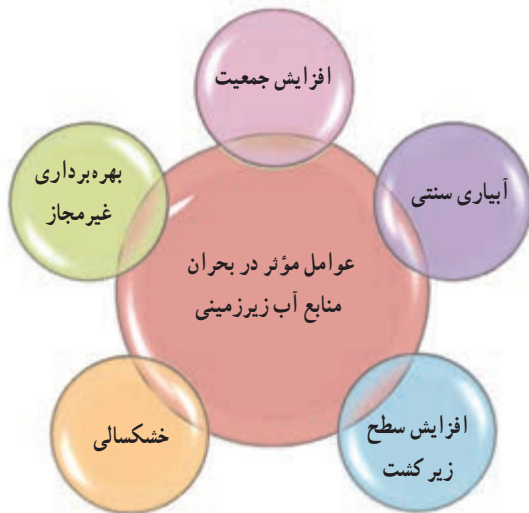 افزایش جمعیت
آبیاری سنتی
بهره‌برداری
غیرمجاز
عوامل مؤثر در بحران
منابع آب زیرزمینی
افزایش سطح
زیر کشت
خشکسالی